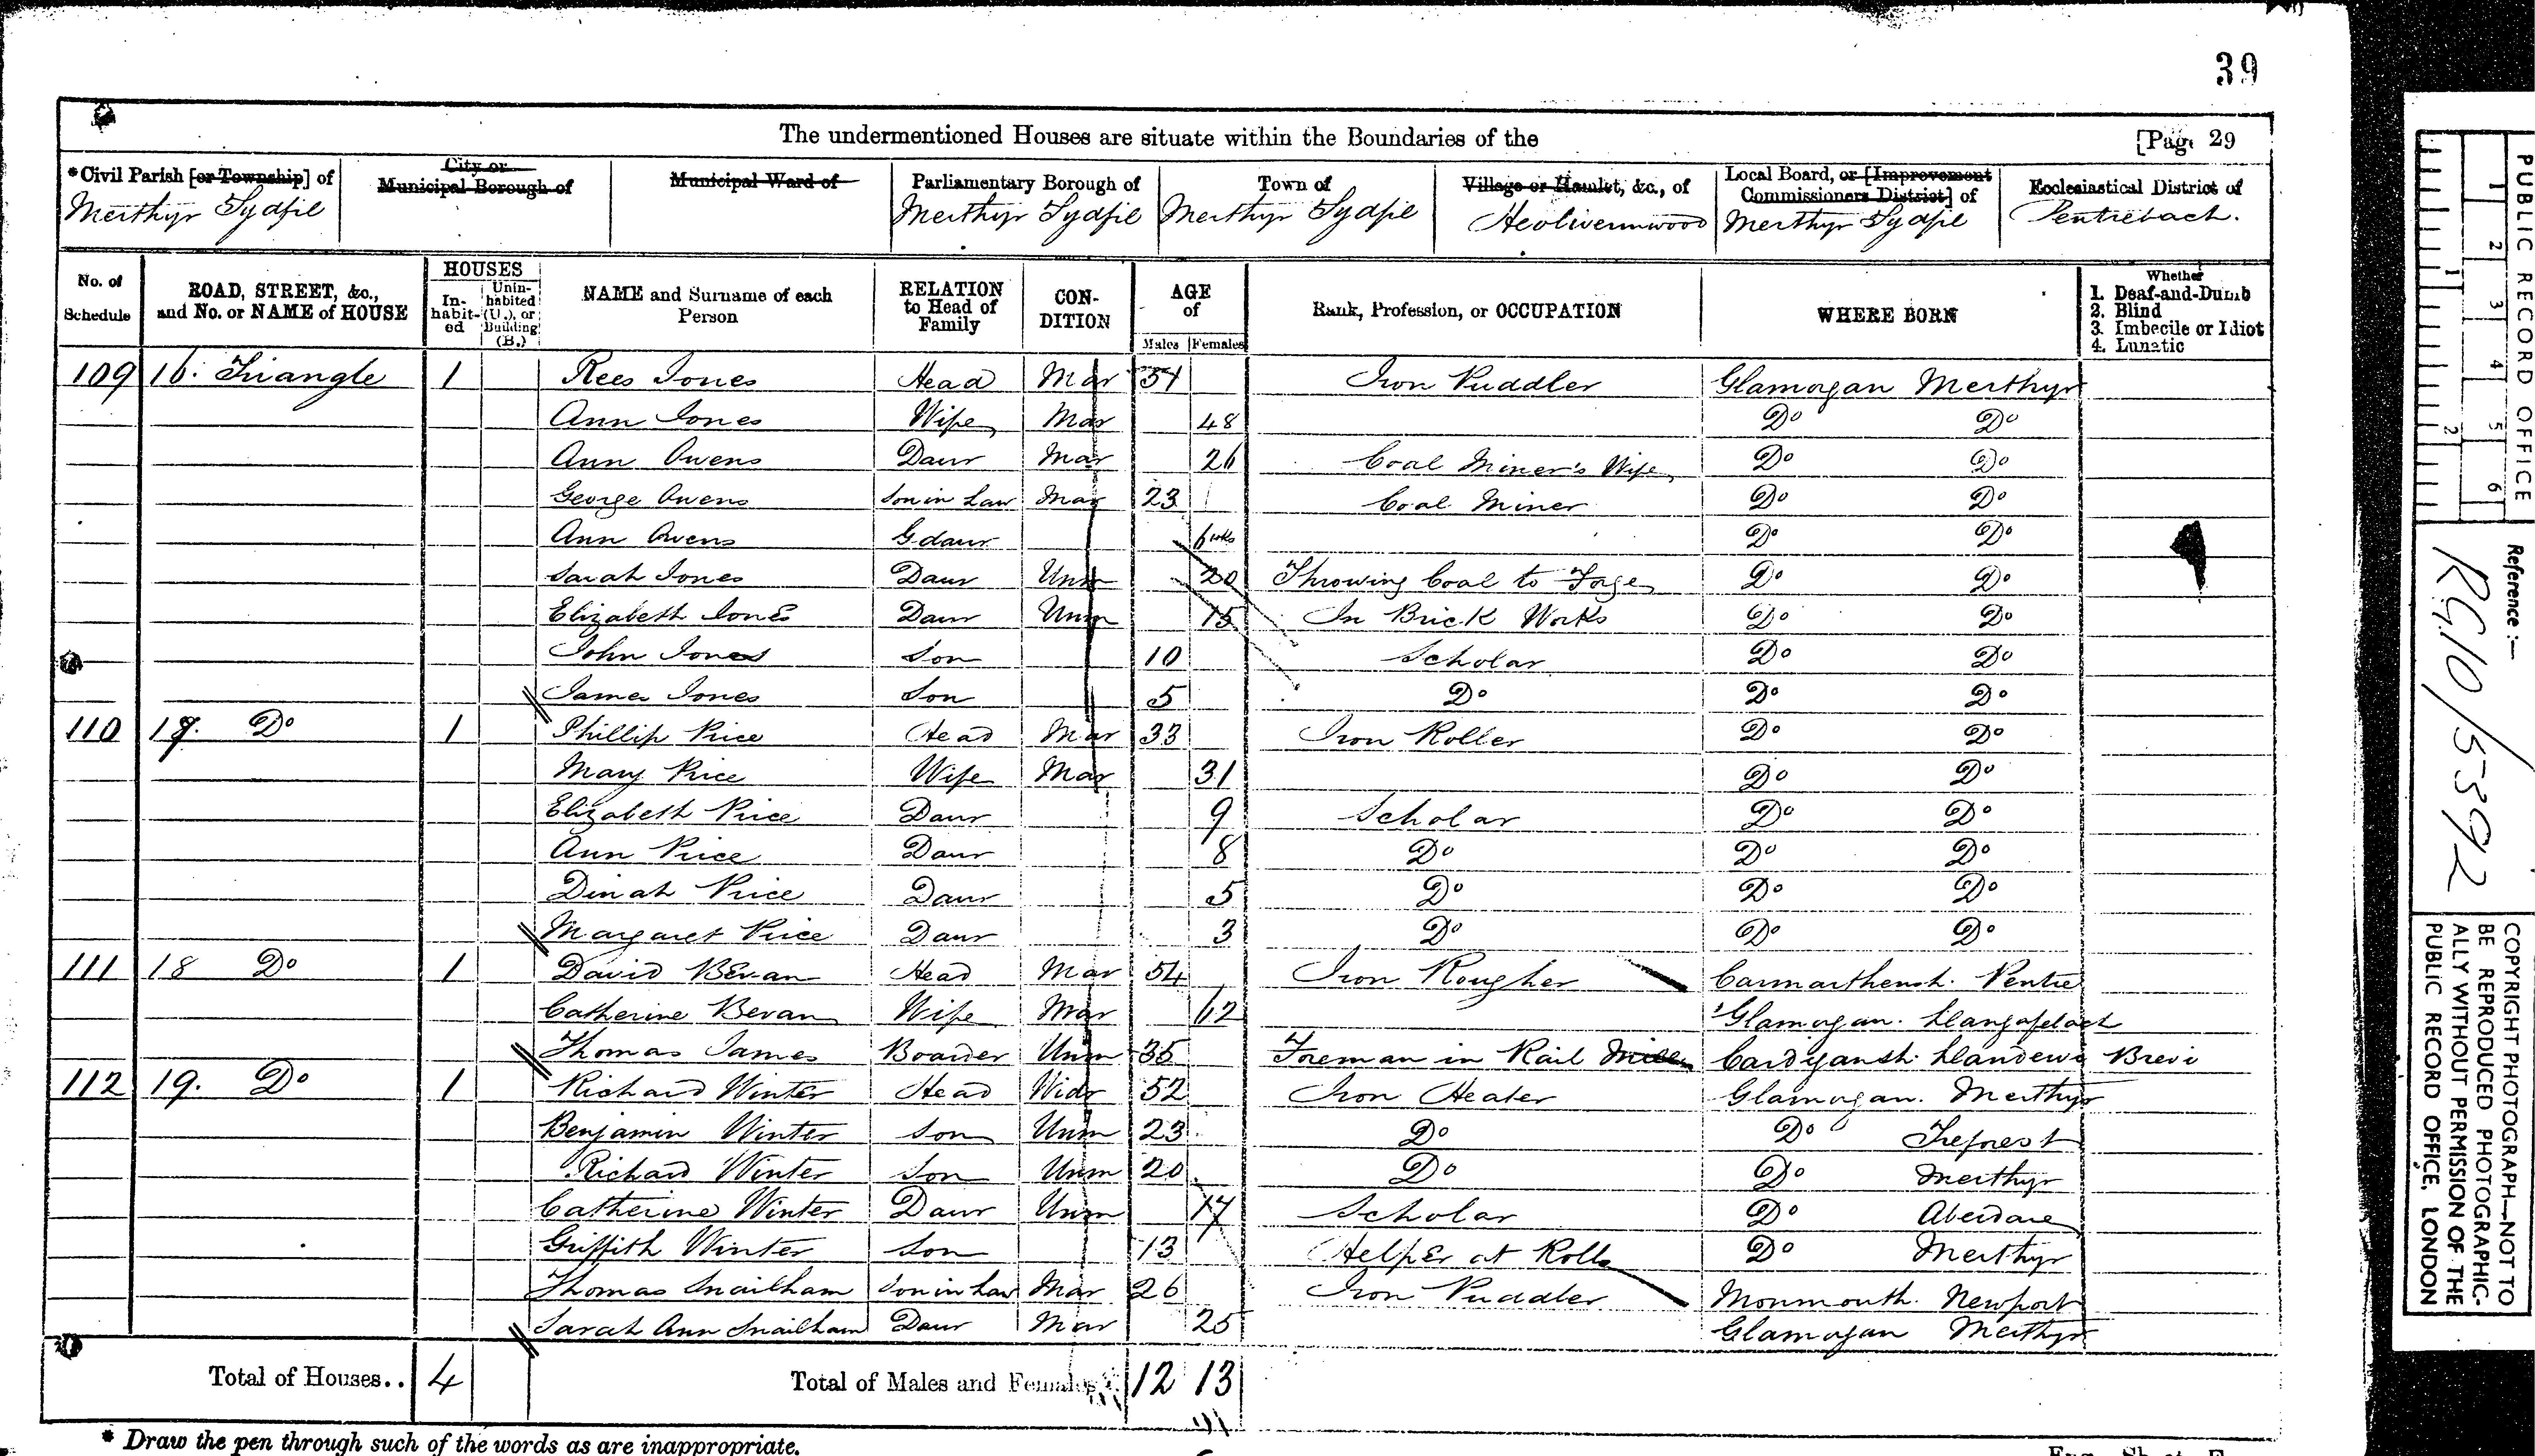 39
The undermentioned Houses are situate within the Boundaries of the [Page 29
*Civil Parish [or Township] of
Merthyr Tydfil
City or Municipal Borough of
Municipal Ward of
Parliamentary Borough of
Merthyr Tydfil
Town of
Merthyr Tydfil
Village or Hamlet, &c., of
Heolwermwood
Local Board, or [Improvement Commissioners District] of
Merthyr Tydfil
Ecclesiastical District of
Pentrebach.
No. of Schedule
ROAD, STREET, &c., and No. or NAME of HOUSE
HOUSES
In-habit-ed
Unin-habited (U.), or Building (B.)
NAME and Surname of each Person
RELATION to Head of Family
CON-DITION
AGE of
Males Females
Rank, Profession, or OCCUPATION
WHERE BORN
Whether
1. Deaf-and-Dumb
2. Blind
3. Imbecile or Idiot
4. Lunatic
109 16. Triangle 1 Rees Jones Head Mar 51 Iron Puddler Glamorgan Merthyr
Ann Jones Wife Mar 48 Do Do
Ann Owens Daur Mar 26 Coal Miner's Wife Do Do
George Owens Son in Law Mar 23 Coal Miner Do Do
Ann Owens G daur 6 wks Do Do
Sarah Jones Daur Unm 20 Throwing Coal to Forge Do Do
Elizabeth Jones Daur Unm 15 In Brick Works Do Do
John Jones Son 10 Scholar Do Do
James Jones Son 5 Do Do Do
110 17. Do 1 Phillip Price Head Mar 33 Iron Roller Do Do
Mary Price Wife Mar 31 Do Do
Elizabeth Price Daur 9 Scholar Do Do
Ann Price Daur 8 Do Do Do
Dinah Price Daur 5 Do Do Do
Margaret Price Daur 3 Do Do Do
111 18 Do 1 David Bevan Head Mar 54 Iron Rougher Carmarthensh. Pentre
Catherine Bevan Wife Mar 62 Glamorgan. Llangafelach
Thomas James Boarder Unm 35 Foreman in Rail Mill Cardigansh. Llandewi Brevi
112 19. Do 1 Richard Winter Head Widr 52 Iron Heater Glamorgan. Merthyr
Benjamin Winter Son Unm 23 Do Do Treforest
Richard Winter Son Unm 20 Do Do Merthyr
Catherine Winter Daur Unm 17 Scholar Do Aberdare
Griffith Winter Son 13 Helper at Rolls Do Merthyr
Thomas Snailham Son in Law Mar 26 Iron Puddler Monmouth. Newport
Sarah Ann Snailham Daur Mar 25 Glamorgan Merthyr
Total of Houses.. 4 Total of Males and Females.. 12 13
* Draw the pen through such of the words as are inappropriate.
PUBLIC RECORD OFFICE
1 2 3 4 5 6
1 2
Reference :—
RG.10/5392
COPYRIGHT PHOTOGRAPH—NOT TO
BE REPRODUCED PHOTOGRAPHIC-
ALLY WITHOUT PERMISSION OF THE
PUBLIC RECORD OFFICE, LONDON